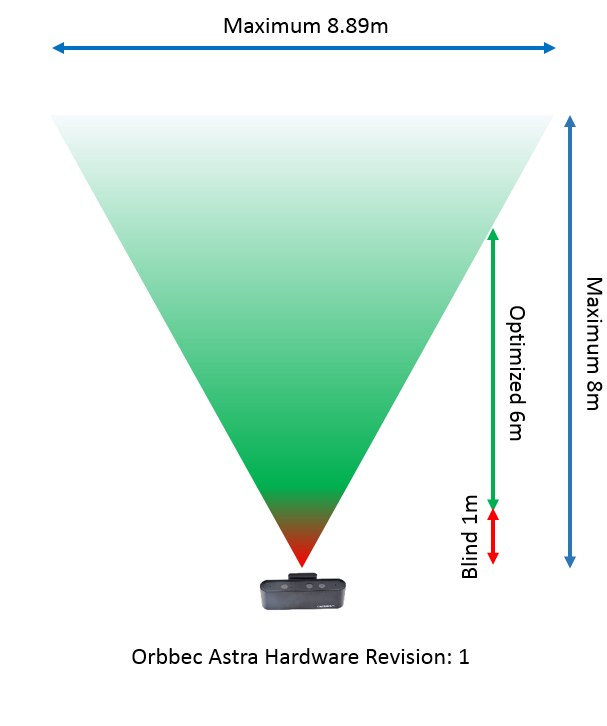 Maximum 8.89m
Optimized 6m
Maximum 8m
Blind 1m
Orbbec Astra Hardware Revision: 1